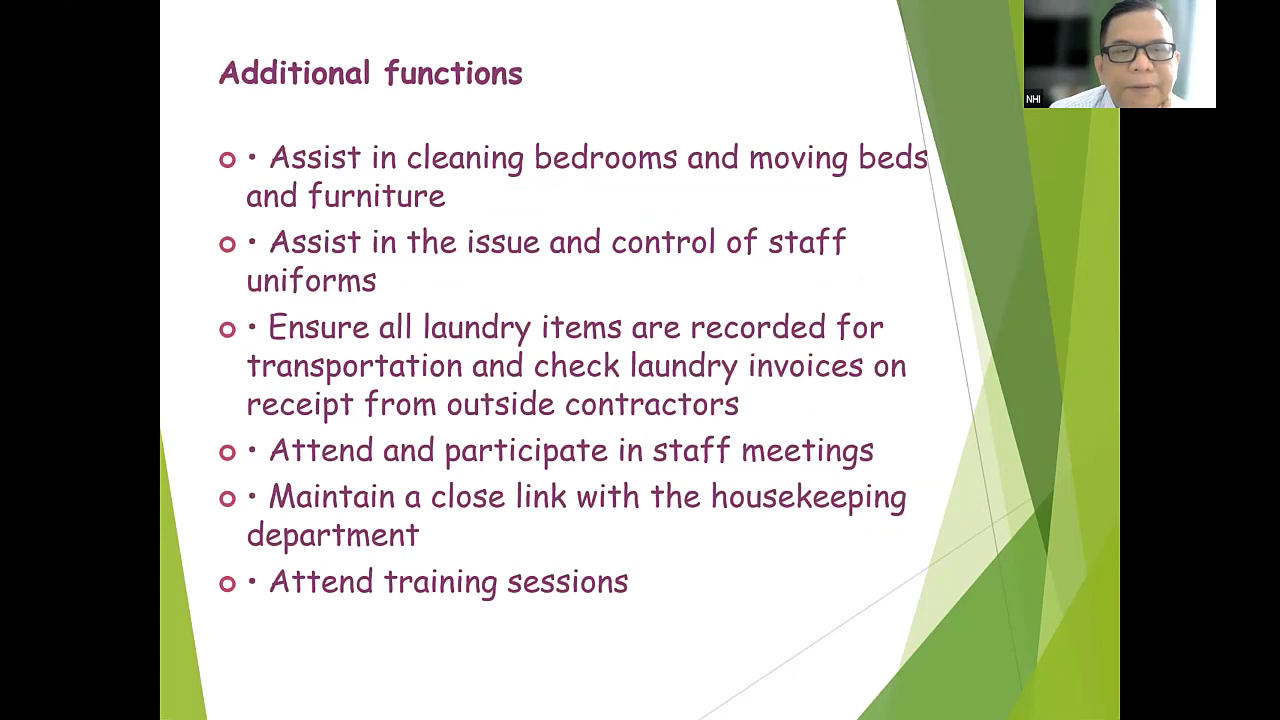 Additional functions
• Assist in cleaning bedrooms and moving beds
and furniture
• Assist in the issue and control of staff
uniforms
• Ensure all laundry items are recorded for
transportation and check laundry invoices on
receipt from outside contractors
• Attend and participate in staff meetings
• Maintain a close link with the housekeeping
department
• Attend training sessions
NHI